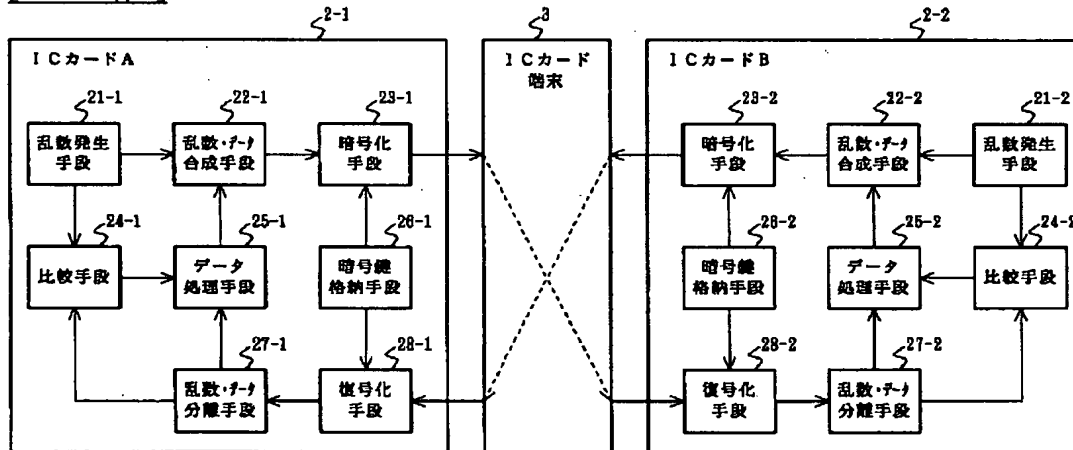 2-1
3
2-2
ICカードA
ICカード
端末
ICカードB
21-1
22-1
23-1
23-2
22-2
21-2
乱数発生
手段
乱数・データ
合成手段
暗号化
手段
暗号化
手段
乱数・データ
合成手段
乱数発生
手段
24-1
25-1
26-1
26-2
25-2
24-2
比較手段
データ
処理手段
暗号鍵
格納手段
暗号鍵
格納手段
データ
処理手段
比較手段
27-1
28-1
28-2
27-2
乱数・データ
分離手段
復号化
手段
復号化
手段
乱数・データ
分離手段